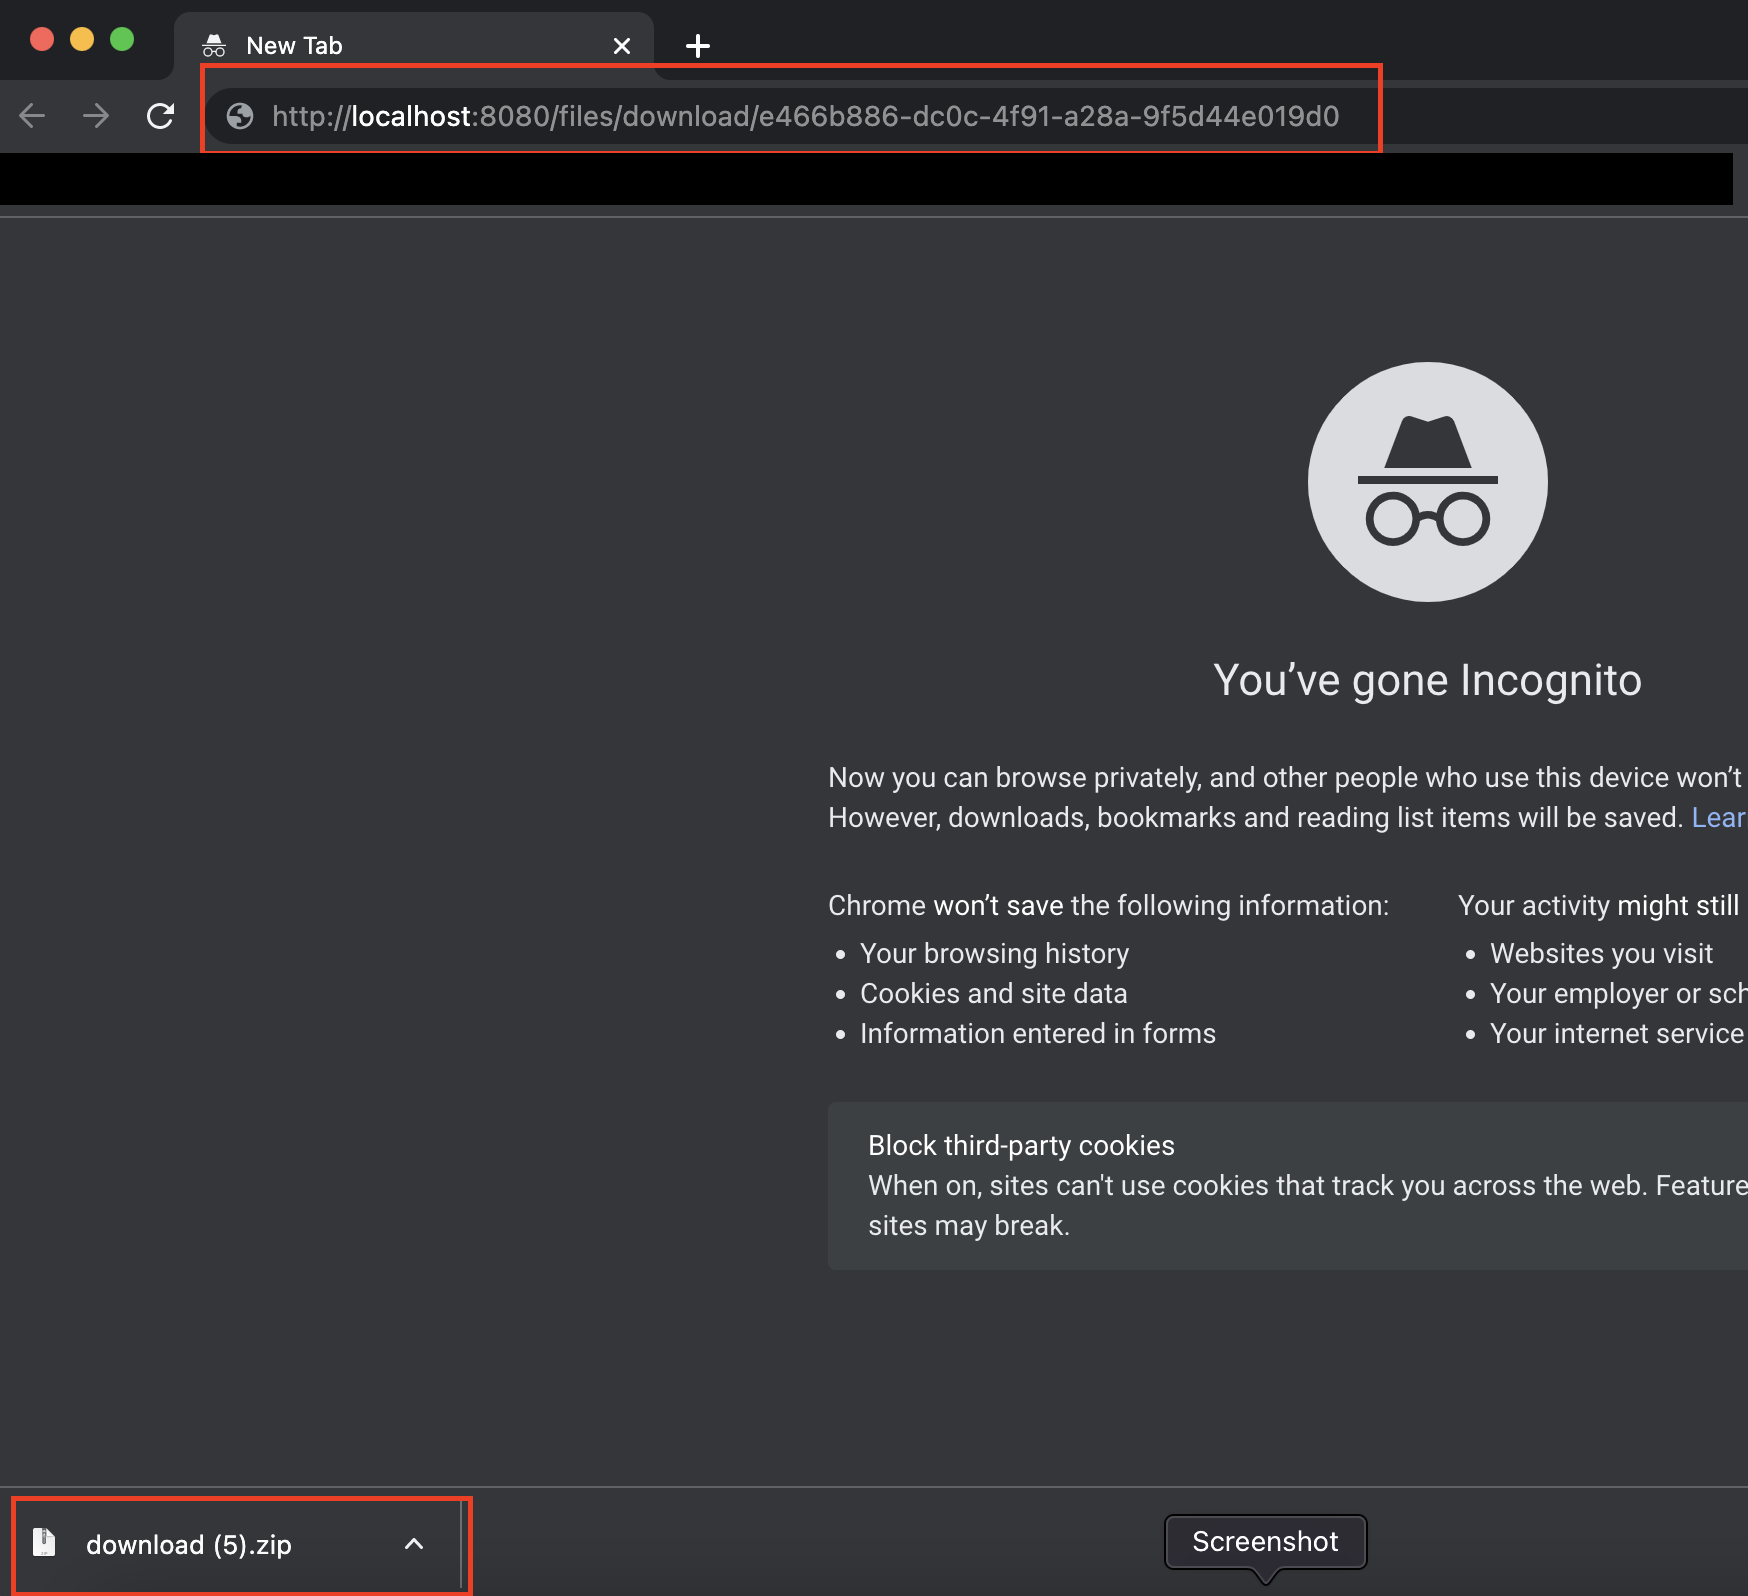 New Tab
http://localhost:8080/files/download/e466b886-dc0c-4f91-a28a-9f5d44e019d0
You’ve gone Incognito
Now you can browse privately, and other people who use this device won’t
However, downloads, bookmarks and reading list items will be saved. Lear
Chrome won’t save the following information:
Your browsing history
Cookies and site data
Information entered in forms
Your activity might still
Websites you visit
Your employer or sch
Your internet service
Block third-party cookies
When on, sites can't use cookies that track you across the web. Feature
sites may break.
download (5).zip
Screenshot